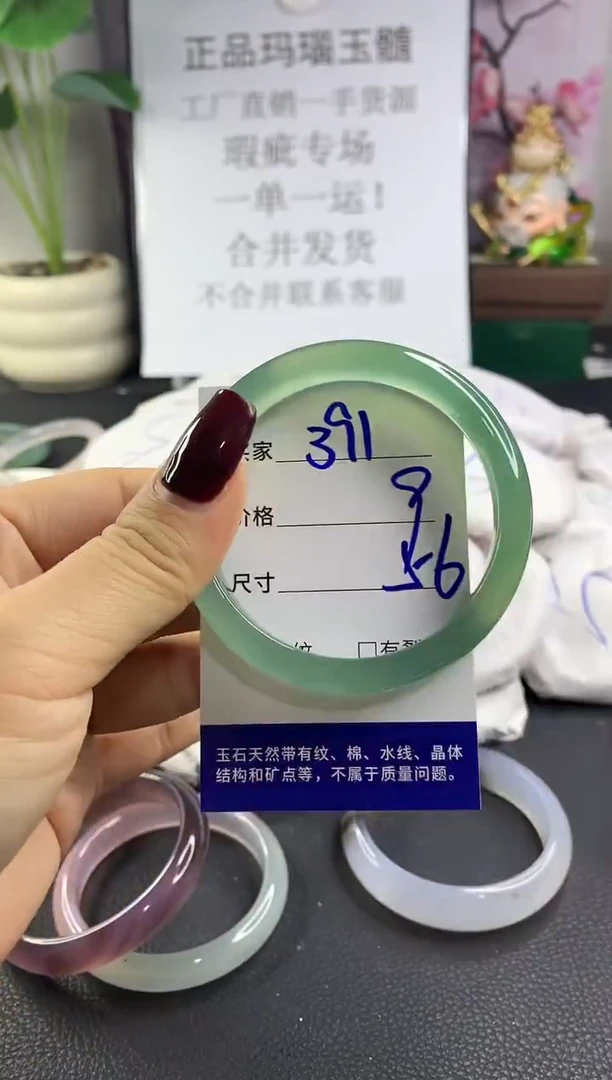 正品玛瑙玉髓
工厂直销一手货源
瑕疵专场
一单一运！
合并发货
不合并联系客服
家 391
价格 9
尺寸 56
纹 □有裂
玉石天然带有纹、棉、水线、晶体
结构和矿点等，不属于质量问题。